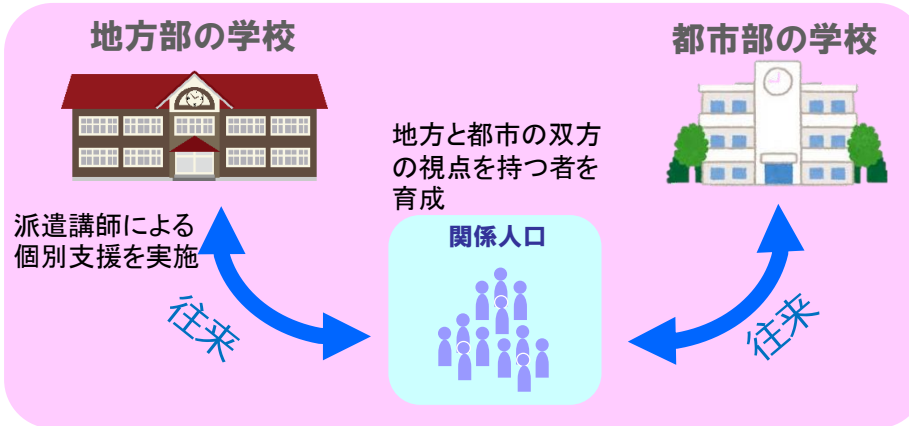 地方部の学校
都市部の学校
地方と都市の双方
の視点を持つ者を
育成
派遣講師による
個別支援を実施
関係人口
往来
往来